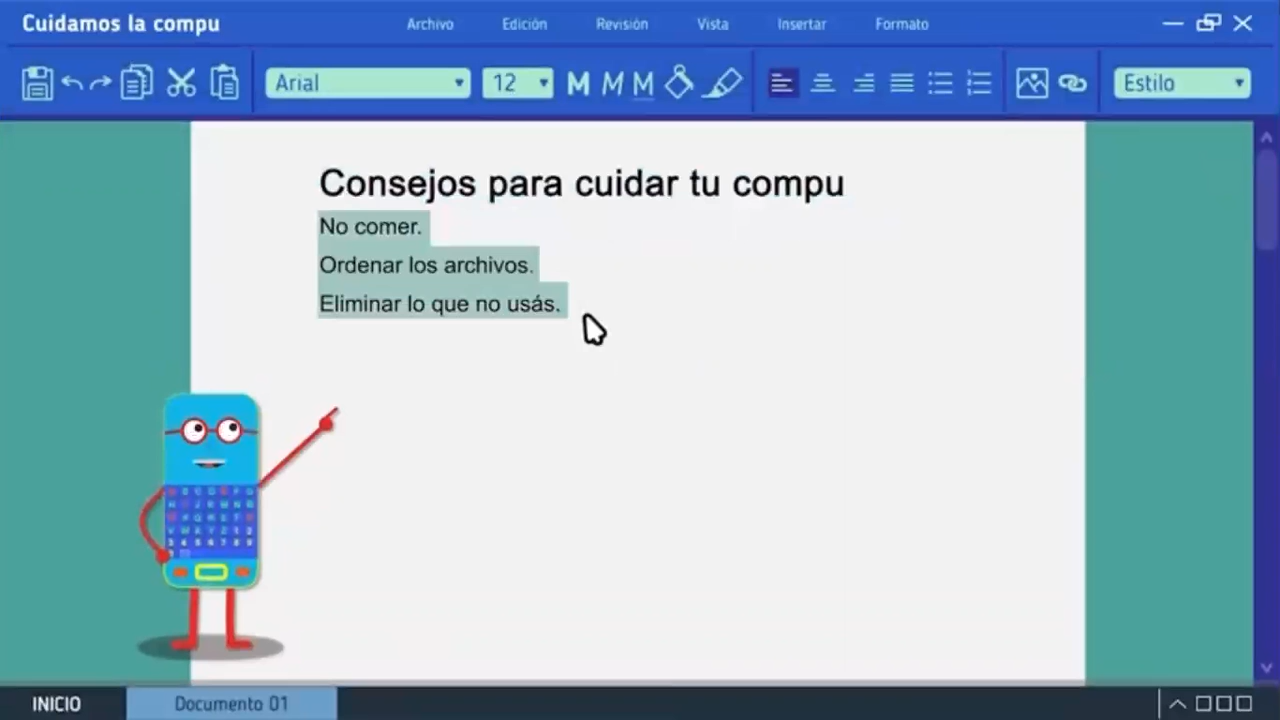 Cuidamos la compu
Archivo Edición Revisión Vista Insertar Formato
Arial 12 M M M Estilo
Consejos para cuidar tu compu
No comer.
Ordenar los archivos.
Eliminar lo que no usás.
INICIO Documento 01